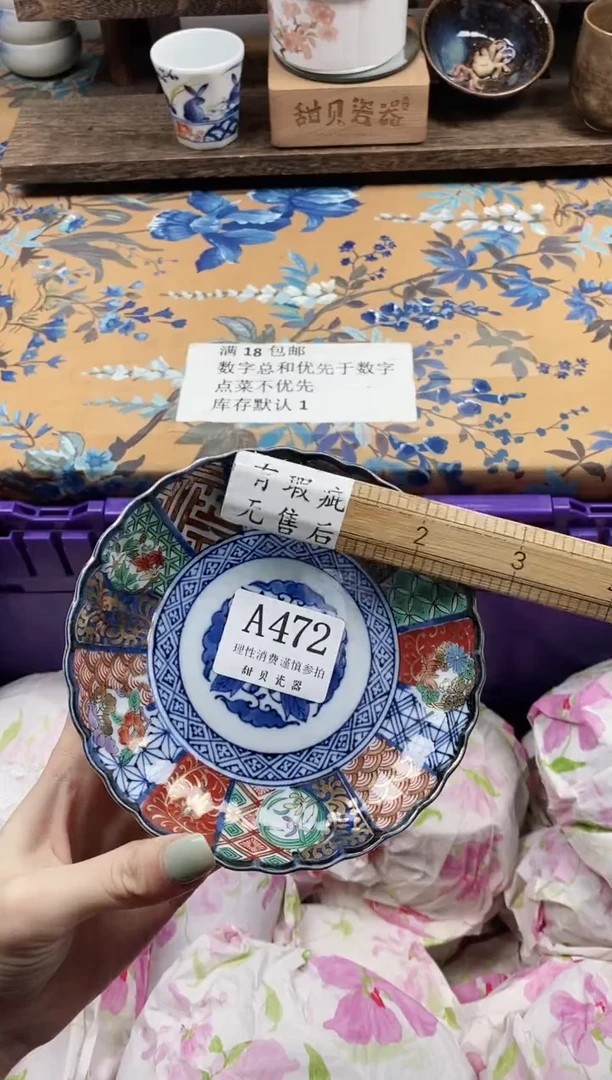 甜贝瓷器
满 18 包邮
数字总和优先于数字
点菜不优先
库存默认 1
有瑕疵
无售后
2
3
A472
理性消费谨慎参拍
甜贝瓷器